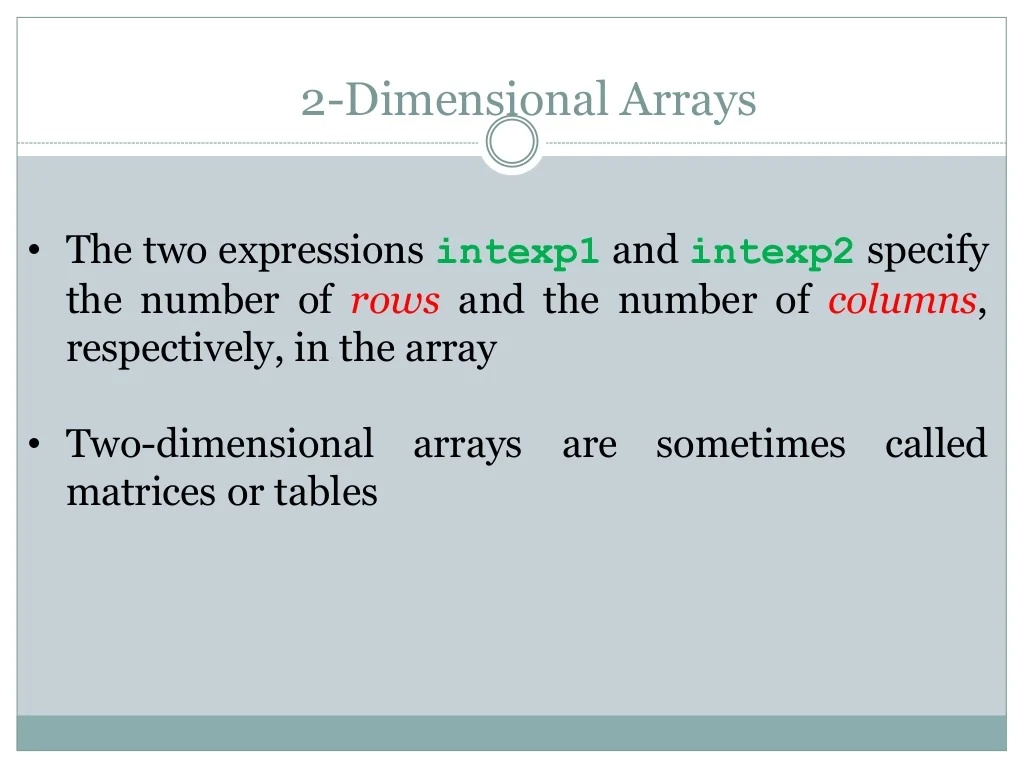 2-Dimensional Arrays
• The two expressions intexp1 and intexp2 specify
the number of rows and the number of columns,
respectively, in the array
• Two-dimensional arrays are sometimes called
matrices or tables